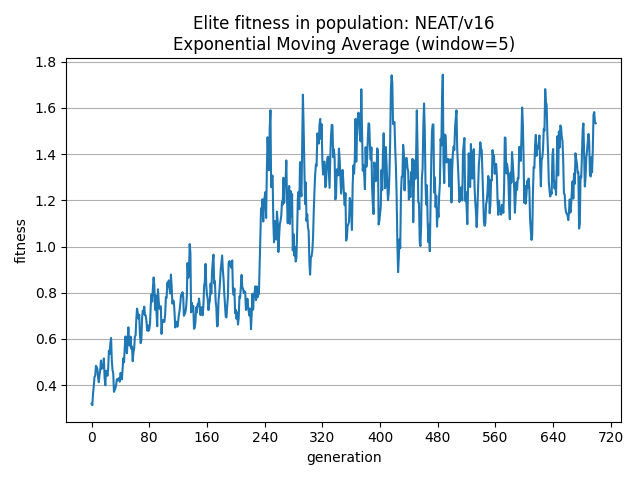 Elite fitness in population: NEAT/v16
Exponential Moving Average (window=5)
1.8
1.6
1.4
1.2
1.0
0.8
0.6
0.4
fitness
0 80 160 240 320 400 480 560 640 720
generation